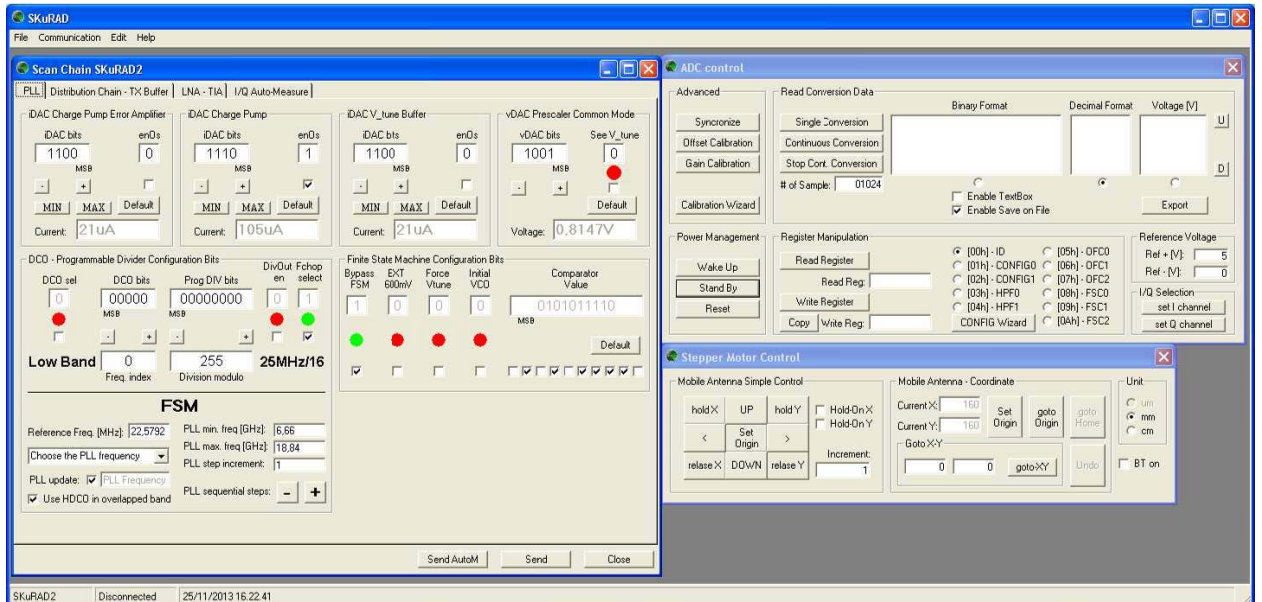 SKuRAD
File Communication Edit Help
Scan Chain SKuRAD2
PLL Distribution Chain - TX Buffer LNA - TIA I/Q Auto-Measure
iDAC Charge Pump Error Amplifier
iDAC bits en0s
1100 0
MSB
- +
MIN MAX Default
Current: 21uA
iDAC Charge Pump
iDAC bits en0s
1110 1
MSB
- +
MIN MAX Default
Current: 105uA
iDAC V_tune Buffer
iDAC bits en0s
1100 0
MSB
- +
MIN MAX Default
Current: 21uA
vDAC Prescaler Common Mode
vDAC bits See V_tune
1001 0
MSB
- +
Default
Voltage: 0,8147V
DCO - Programmable Divider Configuration Bits
DCO sel DCO bits Prog DIV bits DivOut en Fchop select
0 00000 00000000 0 1
MSB MSB
- + - +
Low Band 0 255 25MHz/16
Freq. index Division modulo
FSM
Reference Freq. [MHz]: 22,5792
Choose the PLL frequency
PLL update: PLL Frequency
Use HDCO in overlapped band
PLL min. freq [GHz]: 6,66
PLL max. freq [GHz]: 18,84
PLL step increment: 1
PLL sequential steps: - +
Finite State Machine Configuration Bits
Bypass FSM EXT 600mV Force Vtune Initial VCO Comparator Value
1 0 0 0 0101011110
MSB
Default
Send AutoM Send Close
ADC control
Advanced
Syncronize
Offset Calibration
Gain Calibration
Calibration Wizard
Read Conversion Data
Single Conversion
Continuous Conversion
Stop Cont. Conversion
# of Sample: 01024
Binary Format Decimal Format Voltage [V]
U
D
Enable TextBox
Enable Save on File
Export
Power Management
Wake Up
Stand By
Reset
Register Manipulation
Read Register
Read Reg:
Write Register
Copy Write Reg:
[00h] - ID [05h] - OFC0
[01h] - CONFIG0 [06h] - OFC1
[02h] - CONFIG1 [07h] - OFC2
[03h] - HPF0 [08h] - FSC0
[04h] - HPF1 [09h] - FSC1
CONFIG Wizard [0Ah] - FSC2
Reference Voltage
Ref + [V]: 5
Ref - [V]: 0
I/Q Selection
set I channel
set Q channel
Stepper Motor Control
Mobile Antenna Simple Control
hold X UP hold Y
< Set Origin >
relase X DOWN relase Y
Hold-On X
Hold-On Y
Increment:
1
Mobile Antenna - Coordinate
Current X: 160
Current Y: 160
Set Origin goto Origin goto Home
Goto X-Y
0 0 goto XY Undo
Unit
um
mm
cm
BT on
SKuRAD2 Disconnected 25/11/2013 16.22.41